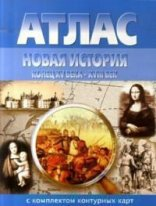 АТЛАС
НОВАЯ ИСТОРИЯ
КОНЕЦ XV ВЕКА - XVIII ВЕК
с комплектом контурных карт